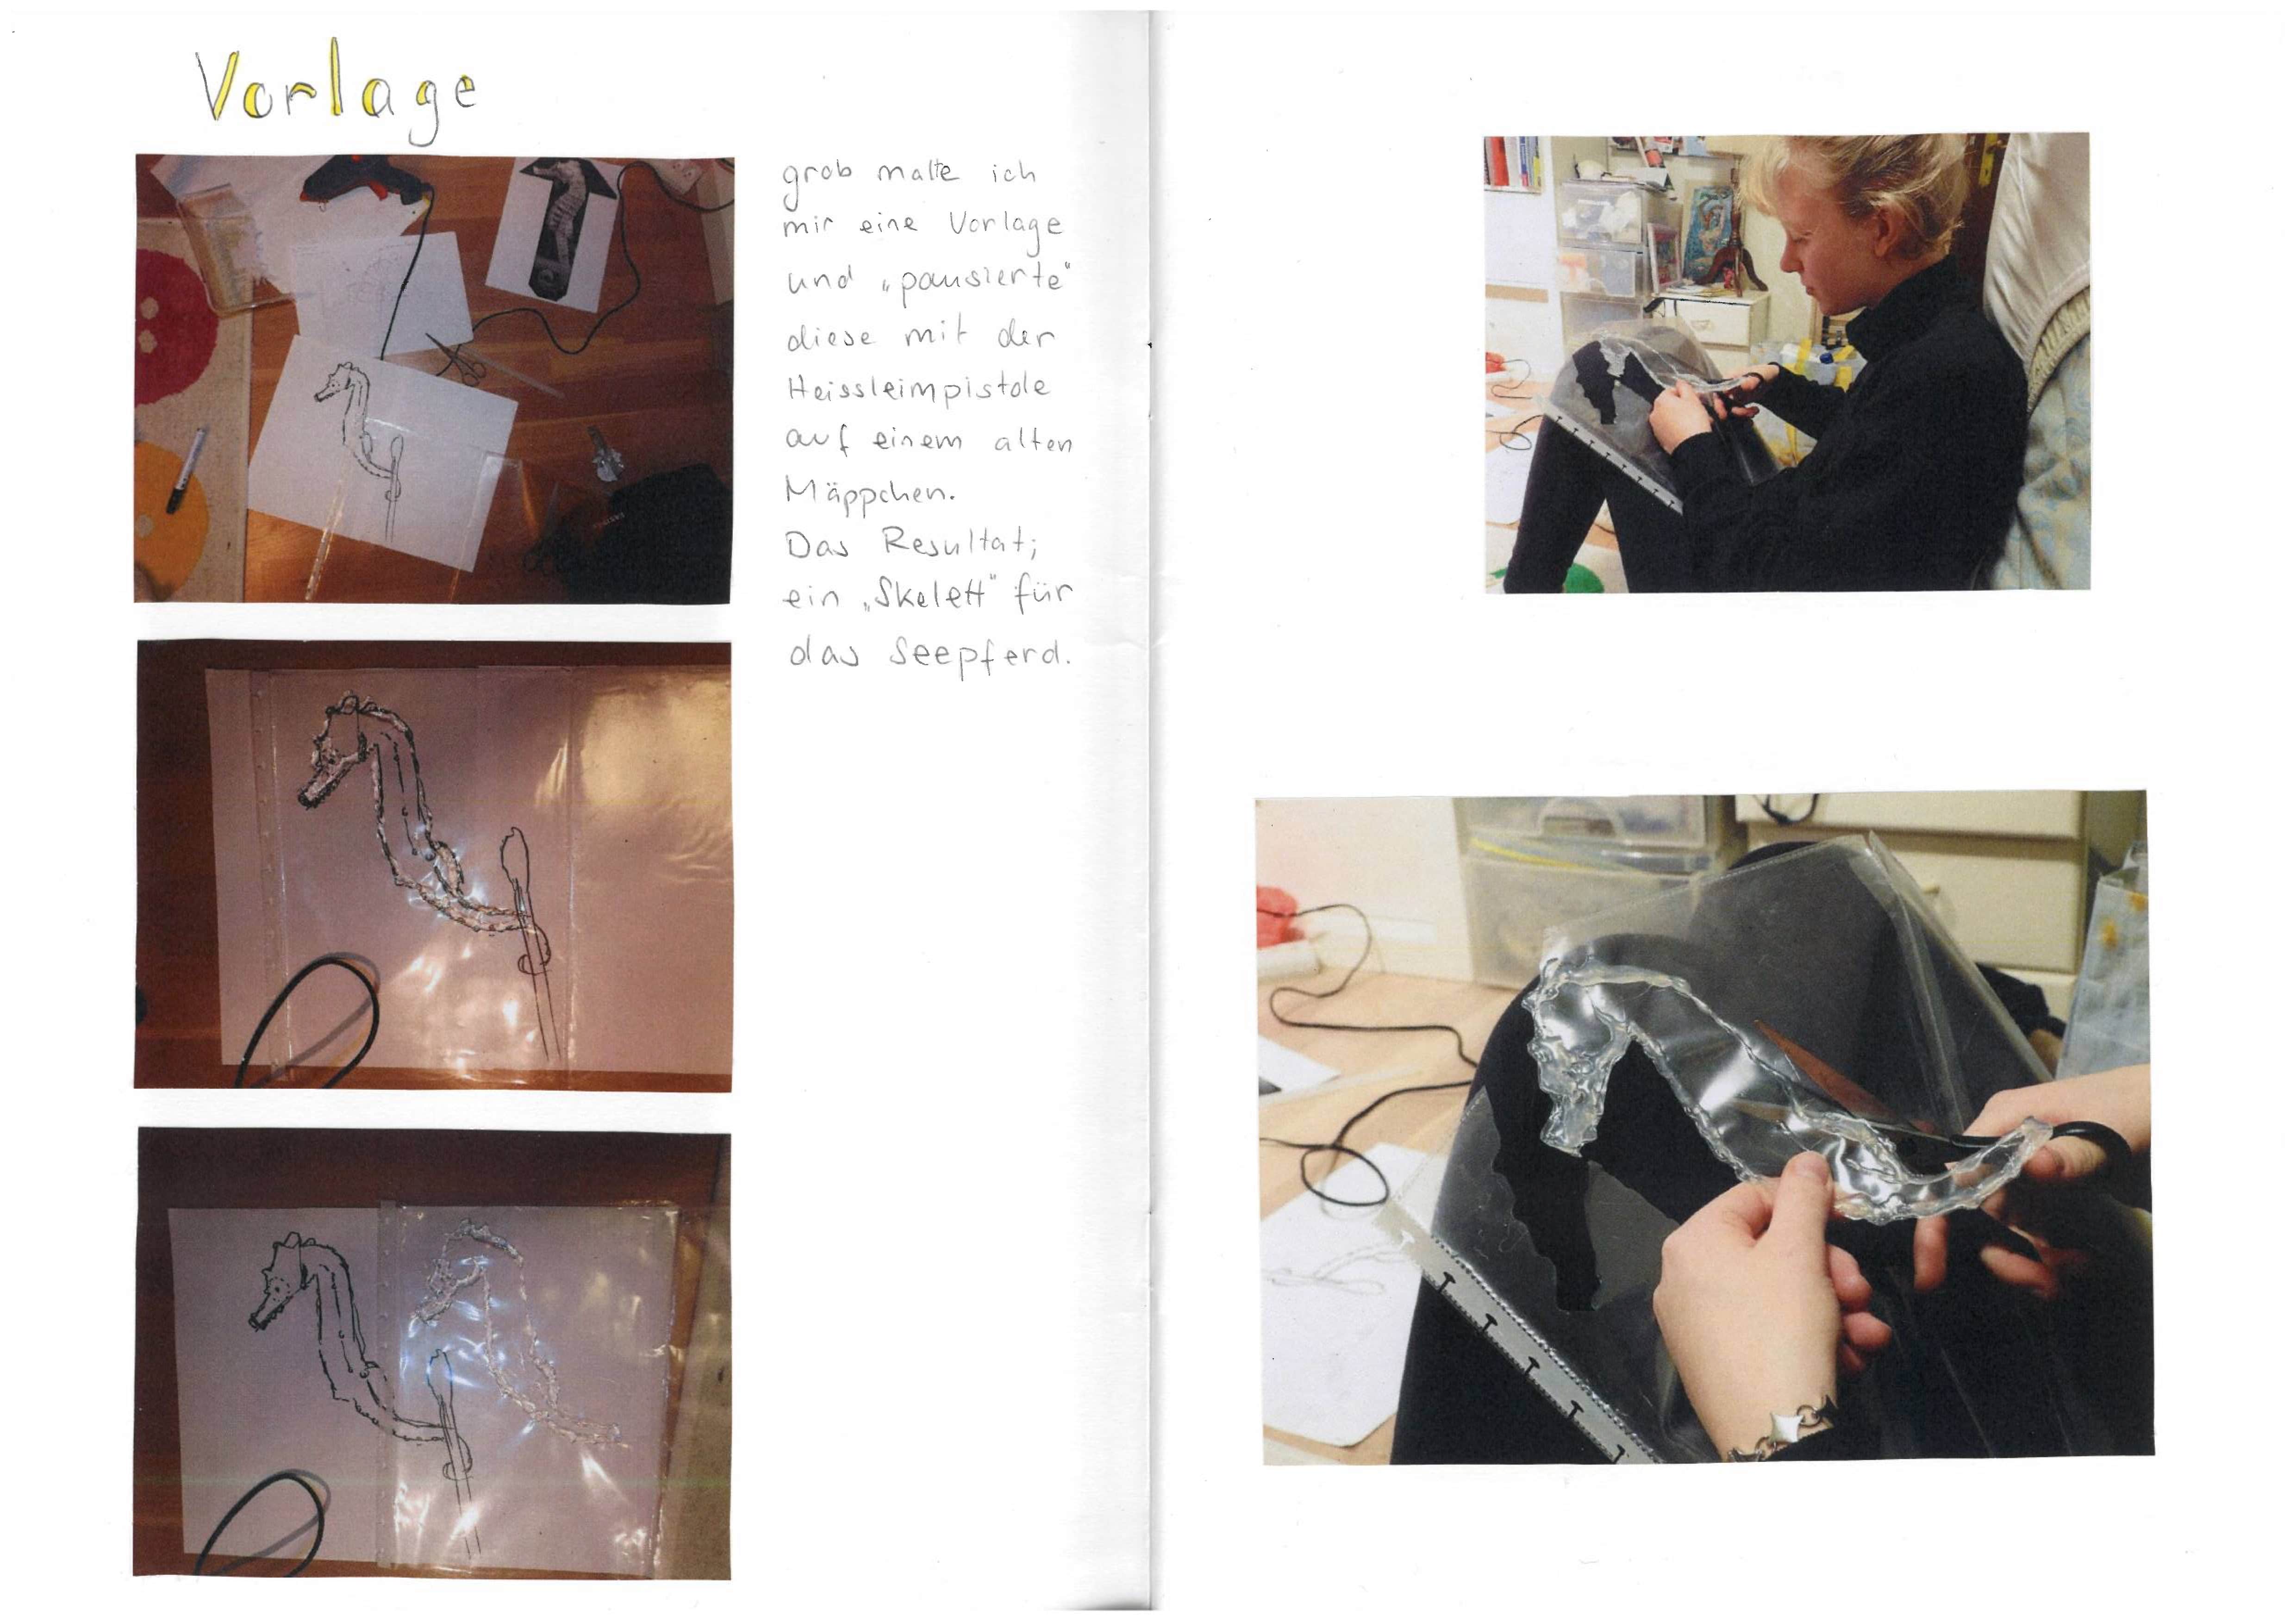 Vorlage
grob malte ich
mir eine Vorlage
und „pausierte"
diese mit der
Heissleimpistole
auf einem alten
Mäppchen.
Das Resultat;
ein „Skelett" für
das Seepferd.